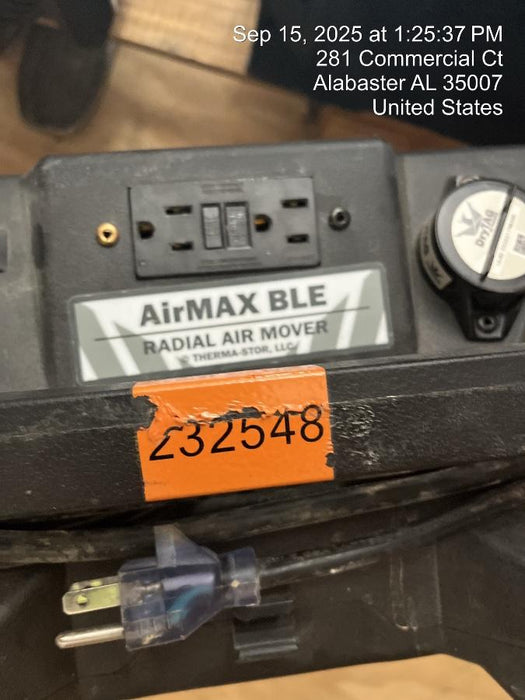 Sep 15, 2025 at 1:25:37 PM
281 Commercial Ct
Alabaster AL 35007
United States
AirMAX BLE
RADIAL AIR MOVER
© THERMA-STOR, LLC
DryTAG
232548